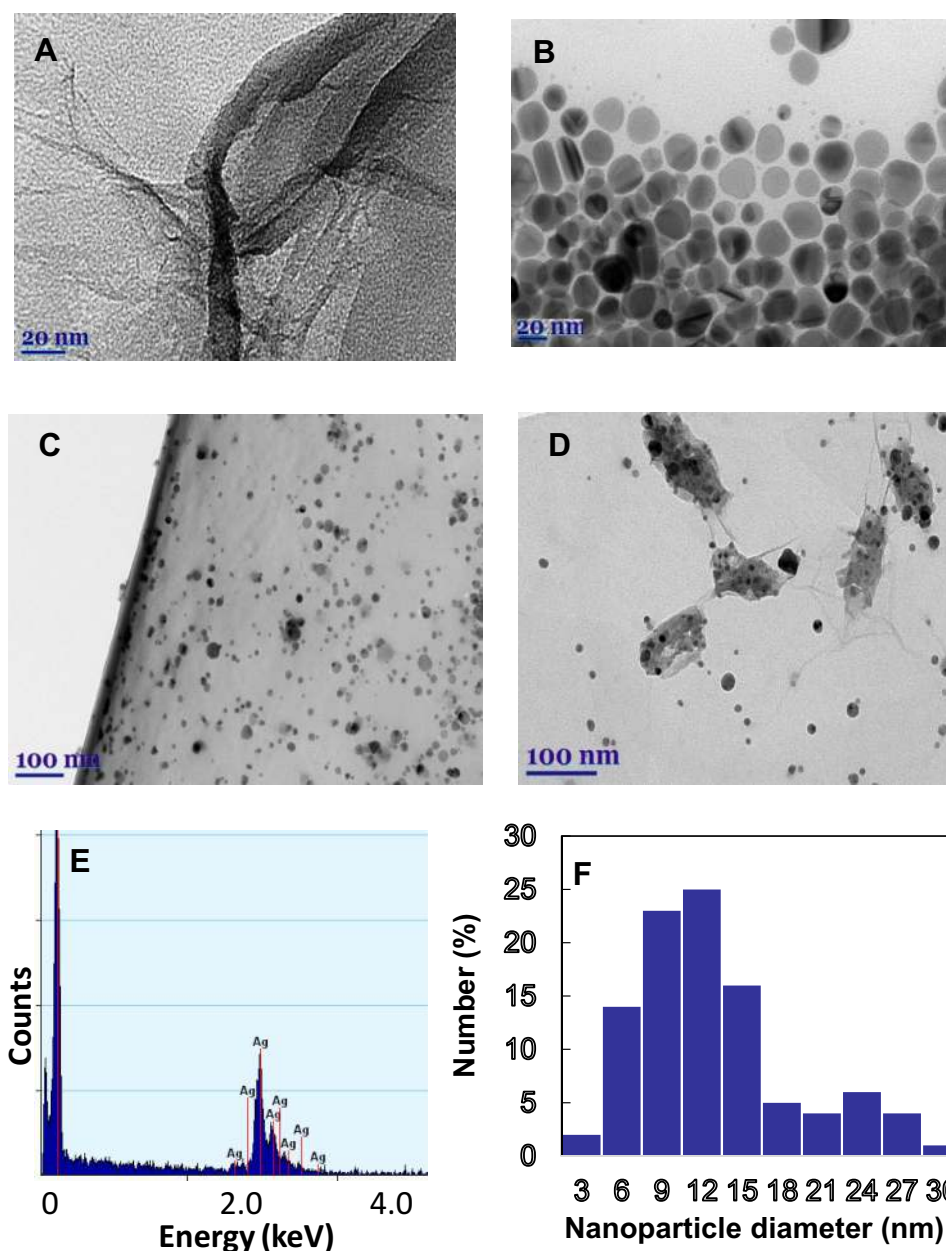 A
20 nm
B
20 nm
C
100 nm
D
100 nm
E
Counts
Ag
Ag
Ag
Ag
Ag
Ag
Ag
0 2.0 4.0
Energy (keV)
F
Number (%)
30
25
20
15
10
5
0
3 6 9 12 15 18 21 24 27 30
Nanoparticle diameter (nm)